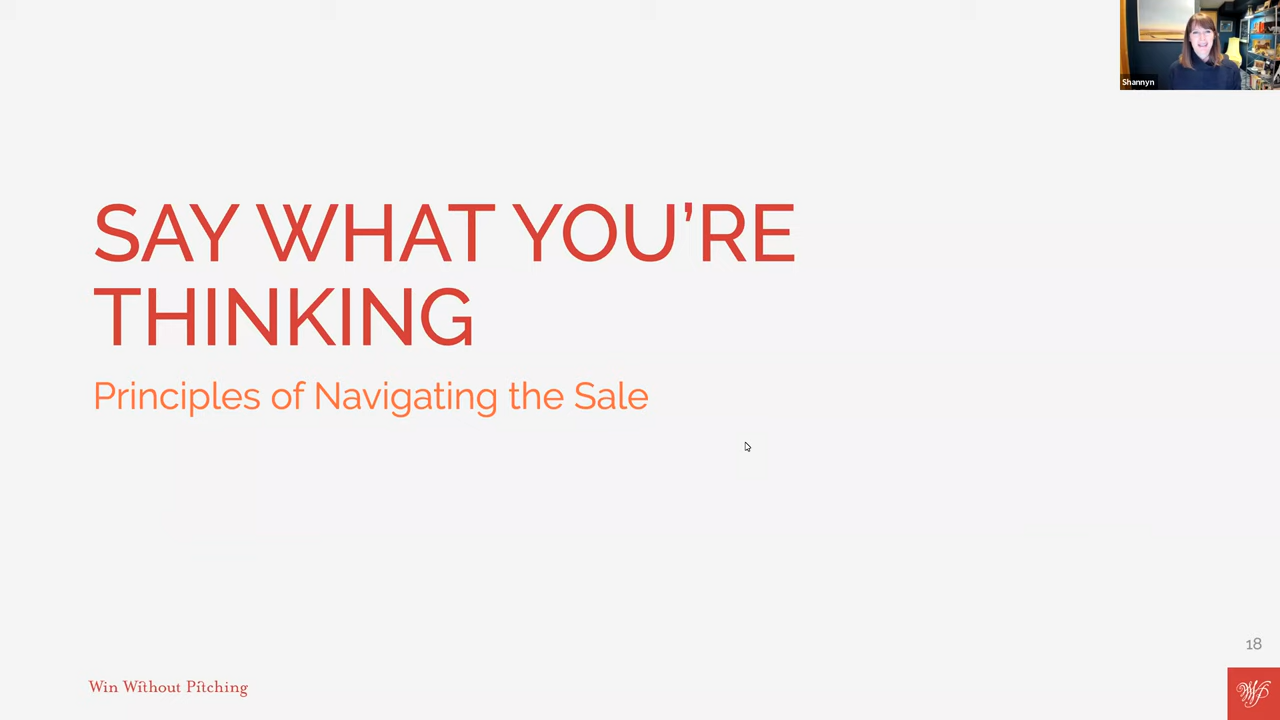 Shannyn
SAY WHAT YOU'RE
THINKING
Principles of Navigating the Sale
18
Win Without Pitching